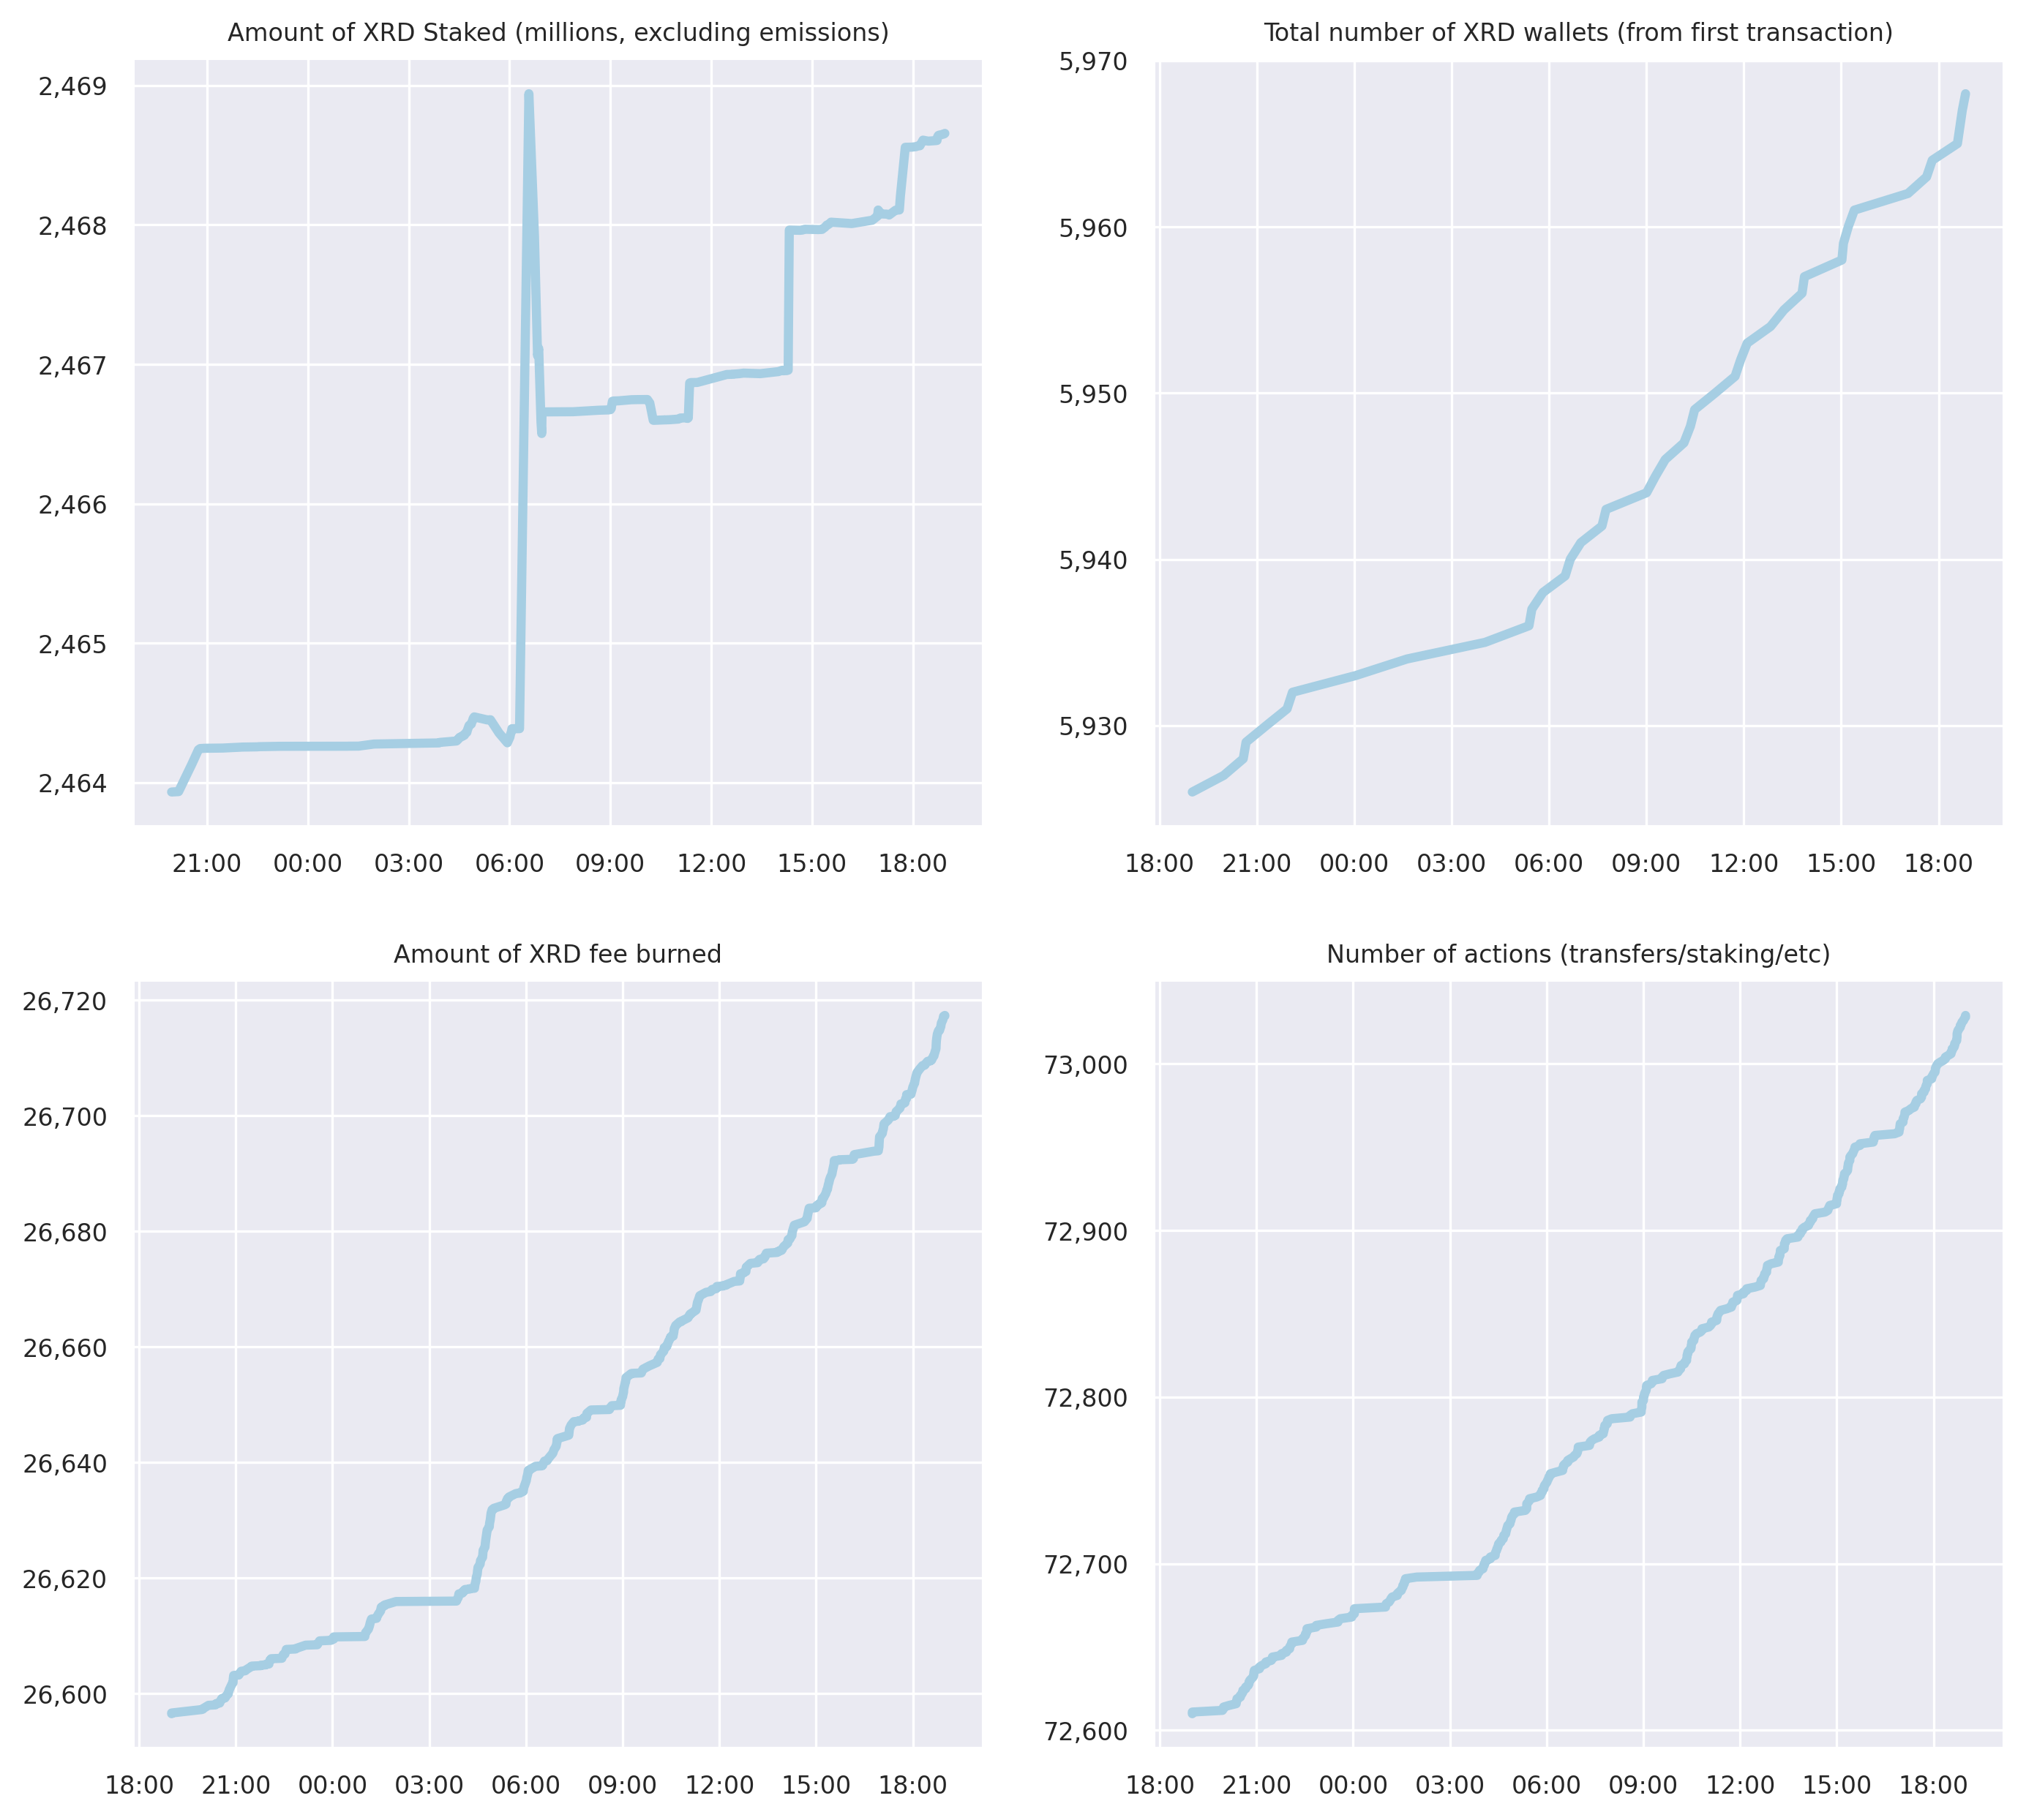 Amount of XRD Staked (millions, excluding emissions)
2,469
2,468
2,467
2,466
2,465
2,464
21:00 00:00 03:00 06:00 09:00 12:00 15:00 18:00
Total number of XRD wallets (from first transaction)
5,970
5,960
5,950
5,940
5,930
18:00 21:00 00:00 03:00 06:00 09:00 12:00 15:00 18:00
Amount of XRD fee burned
26,720
26,700
26,680
26,660
26,640
26,620
26,600
18:00 21:00 00:00 03:00 06:00 09:00 12:00 15:00 18:00
Number of actions (transfers/staking/etc)
73,000
72,900
72,800
72,700
72,600
18:00 21:00 00:00 03:00 06:00 09:00 12:00 15:00 18:00